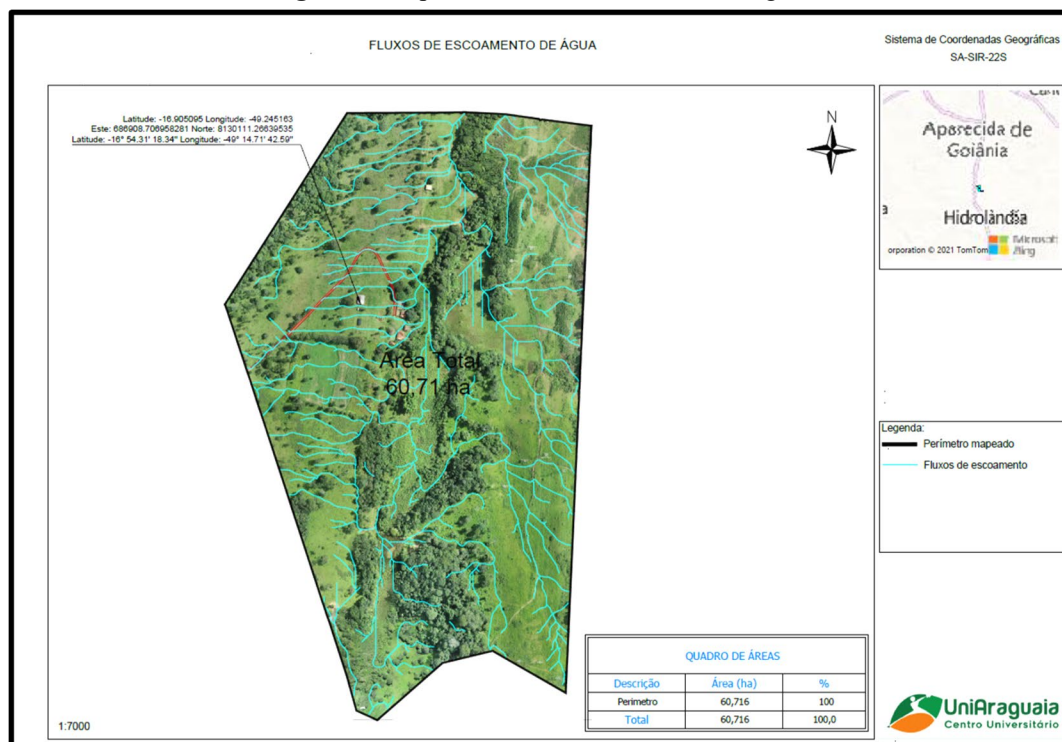 FLUXOS DE ESCOAMENTO DE ÁGUA
Sistema de Coordenadas Geográficas
SA-SIR-22S
Latitude: -16.905095 Longitude: -49.245163
Este: 686908.706958281 Norte: 8130111.26639535
Latitude: -16° 54.31' 18.34" Longitude: -49° 14.71' 42.59"
N
Aparecida de
Goiânia
Hidrolândia
orporation © 2021 TomTom
Microsoft
Bing
Área Total
60,71 ha
Legenda:
Perímetro mapeado
Fluxos de escoamento
QUADRO DE ÁREAS
Descrição Área (ha) %
Perimetro 60,716 100
Total 60,716 100,0
1:7000
UniAraguaia
Centro Universitário